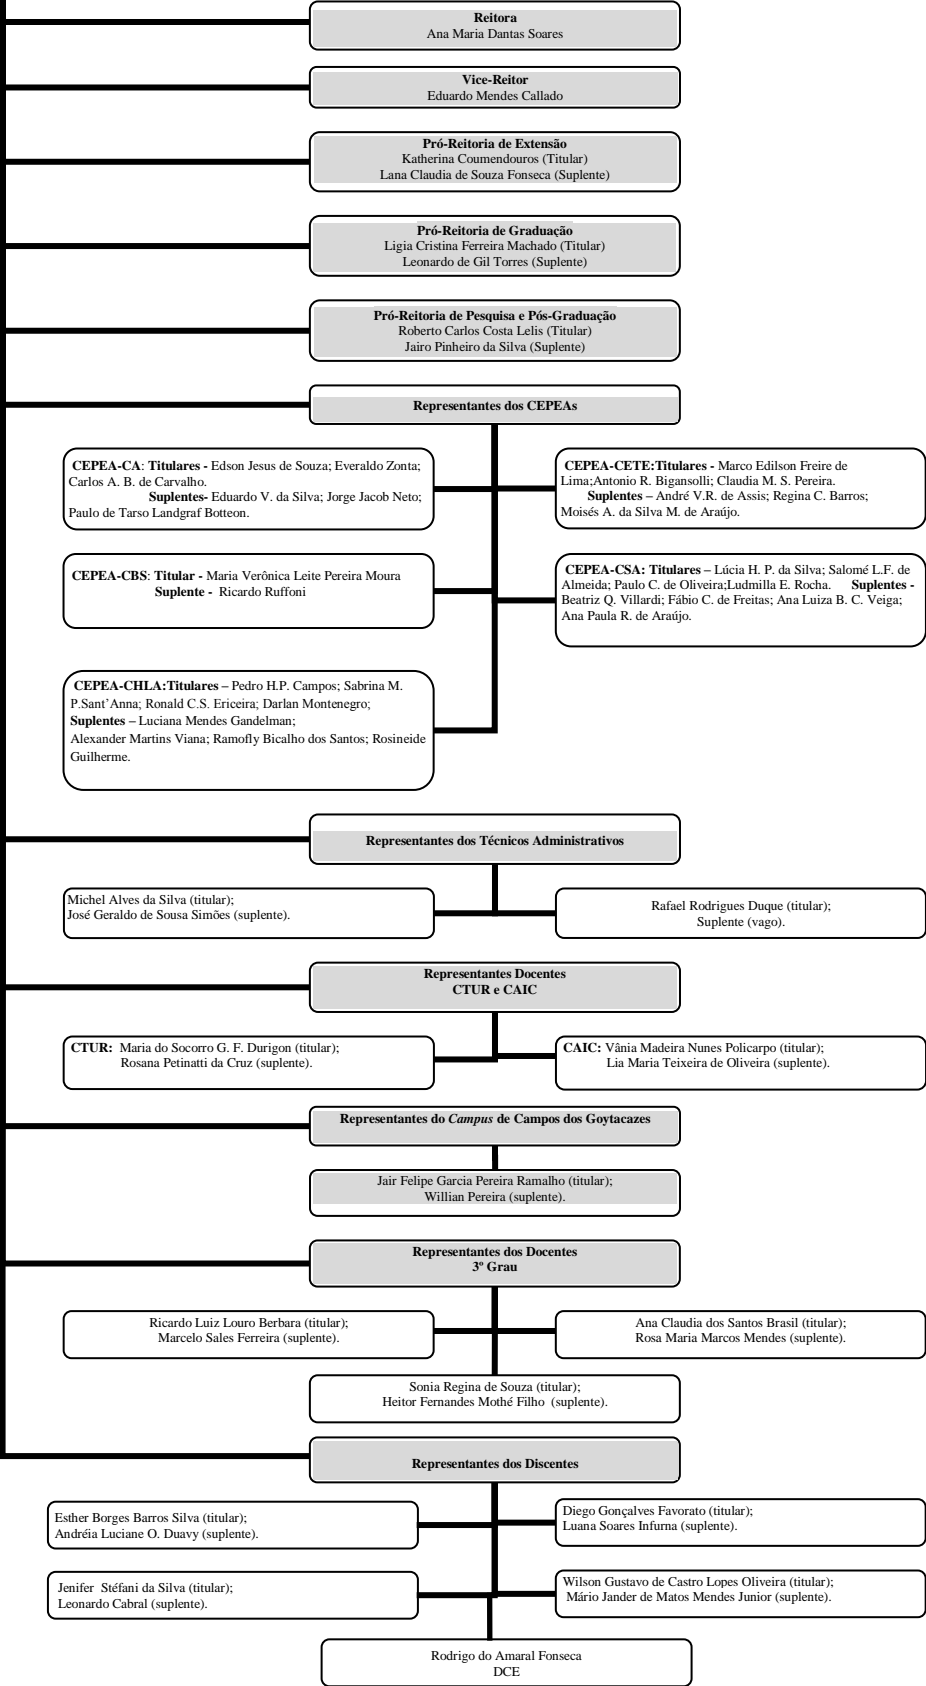 Reitora
Ana Maria Dantas Soares
Vice-Reitor
Eduardo Mendes Callado
Pró-Reitoria de Extensão
Katherina Coumendouros (Titular)
Lana Claudia de Souza Fonseca (Suplente)
Pró-Reitoria de Graduação
Ligia Cristina Ferreira Machado (Titular)
Leonardo de Gil Torres (Suplente)
Pró-Reitoria de Pesquisa e Pós-Graduação
Roberto Carlos Costa Lelis (Titular)
Jairo Pinheiro da Silva (Suplente)
Representantes dos CEPEAs
CEPEA-CA: Titulares - Edson Jesus de Souza; Everaldo Zonta;
Carlos A. B. de Carvalho.
Suplentes- Eduardo V. da Silva; Jorge Jacob Neto;
Paulo de Tarso Landgraf Botteon.
CEPEA-CETE:Titulares - Marco Edilson Freire de
Lima;Antonio R. Bigansolli; Claudia M. S. Pereira.
Suplentes – André V.R. de Assis; Regina C. Barros;
Moisés A. da Silva M. de Araújo.
CEPEA-CBS: Titular - Maria Verônica Leite Pereira Moura
Suplente - Ricardo Ruffoni
CEPEA-CSA: Titulares – Lúcia H. P. da Silva; Salomé L.F. de
Almeida; Paulo C. de Oliveira;Ludmilla E. Rocha. Suplentes -
Beatriz Q. Villardi; Fábio C. de Freitas; Ana Luiza B. C. Veiga;
Ana Paula R. de Araújo.
CEPEA-CHLA:Titulares – Pedro H.P. Campos; Sabrina M.
P.Sant’Anna; Ronald C.S. Ericeira; Darlan Montenegro;
Suplentes – Luciana Mendes Gandelman;
Alexander Martins Viana; Ramofly Bicalho dos Santos; Rosineide
Guilherme.
Representantes dos Técnicos Administrativos
Michel Alves da Silva (titular);
José Geraldo de Sousa Simões (suplente).
Rafael Rodrigues Duque (titular);
Suplente (vago).
Representantes Docentes
CTUR e CAIC
CTUR: Maria do Socorro G. F. Durigon (titular);
Rosana Petinatti da Cruz (suplente).
CAIC: Vânia Madeira Nunes Policarpo (titular);
Lia Maria Teixeira de Oliveira (suplente).
Representantes do Campus de Campos dos Goytacazes
Jair Felipe Garcia Pereira Ramalho (titular);
Willian Pereira (suplente).
Representantes dos Docentes
3º Grau
Ricardo Luiz Louro Berbara (titular);
Marcelo Sales Ferreira (suplente).
Ana Claudia dos Santos Brasil (titular);
Rosa Maria Marcos Mendes (suplente).
Sonia Regina de Souza (titular);
Heitor Fernandes Mothé Filho (suplente).
Representantes dos Discentes
Esther Borges Barros Silva (titular);
Andréia Luciane O. Duavy (suplente).
Diego Gonçalves Favorato (titular);
Luana Soares Infurna (suplente).
Jenifer Stéfani da Silva (titular);
Leonardo Cabral (suplente).
Wilson Gustavo de Castro Lopes Oliveira (titular);
Mário Jander de Matos Mendes Junior (suplente).
Rodrigo do Amaral Fonseca
DCE